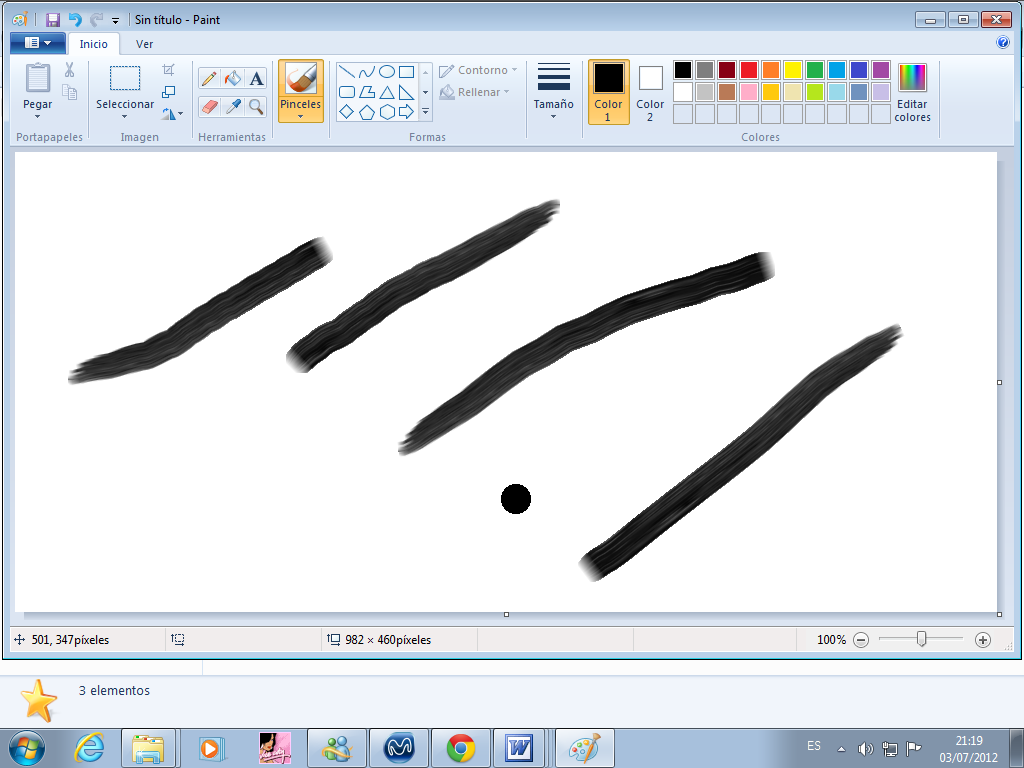 Sin título - Paint
Inicio Ver
Pegar
Portapapeles
Seleccionar
Imagen
A
Herramientas
Pinceles
Contorno
Rellenar
Formas
Tamaño
Color 1
Color 2
Editar colores
Colores
501, 347píxeles
982 × 460píxeles
100%
3 elementos
ES
21:19
03/07/2012